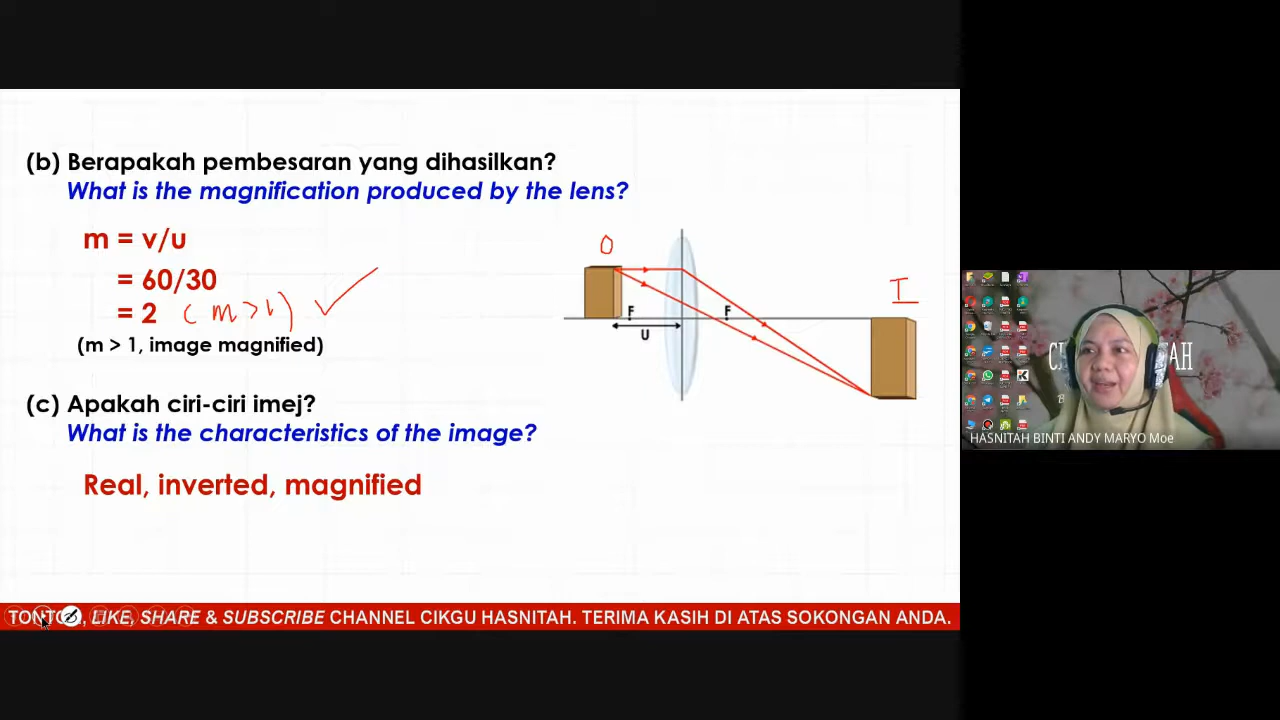 (b) Berapakah pembesaran yang dihasilkan?
What is the magnification produced by the lens?
m = v/u
= 60/30
= 2 (m>1)
(m > 1, image magnified)
O
F
F
U
I
(c) Apakah ciri-ciri imej?
What is the characteristics of the image?
Real, inverted, magnified
HASNITAH BINTI ANDY MARYO Moe
LIKE, SHARE & SUBSCRIBE CHANNEL CIKGU HASNITAH. TERIMA KASIH DI ATAS SOKONGAN ANDA.